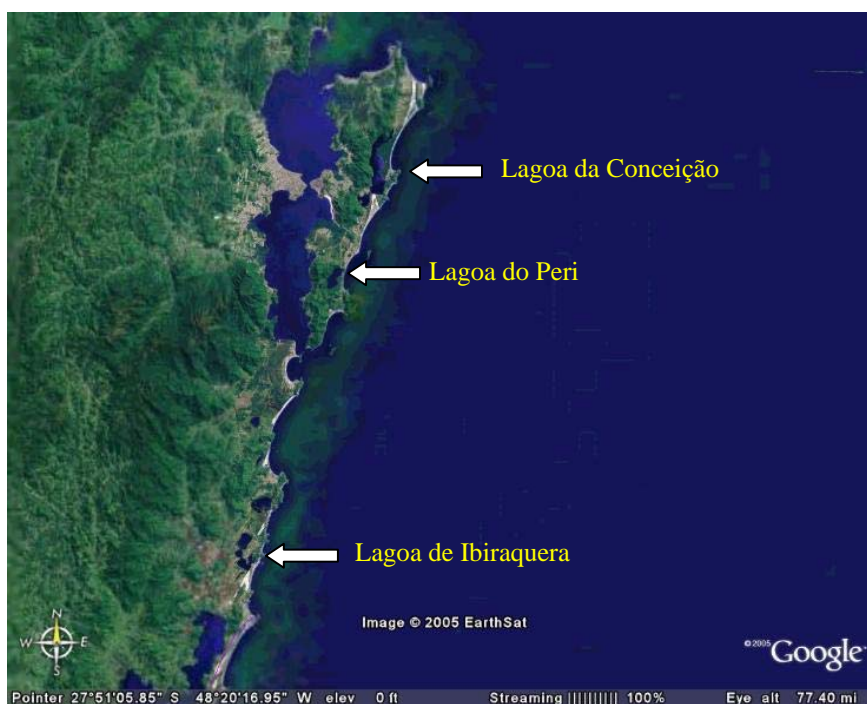 Lagoa da Conceição
Lagoa do Peri
Lagoa de Ibiraquera
N
W E
S
Image © 2005 EarthSat
©2005 Google
Pointer 27°51'05.85" S 48°20'16.95" W elev 0 ft Streaming |||||||||| 100% Eye alt 77.40 mi